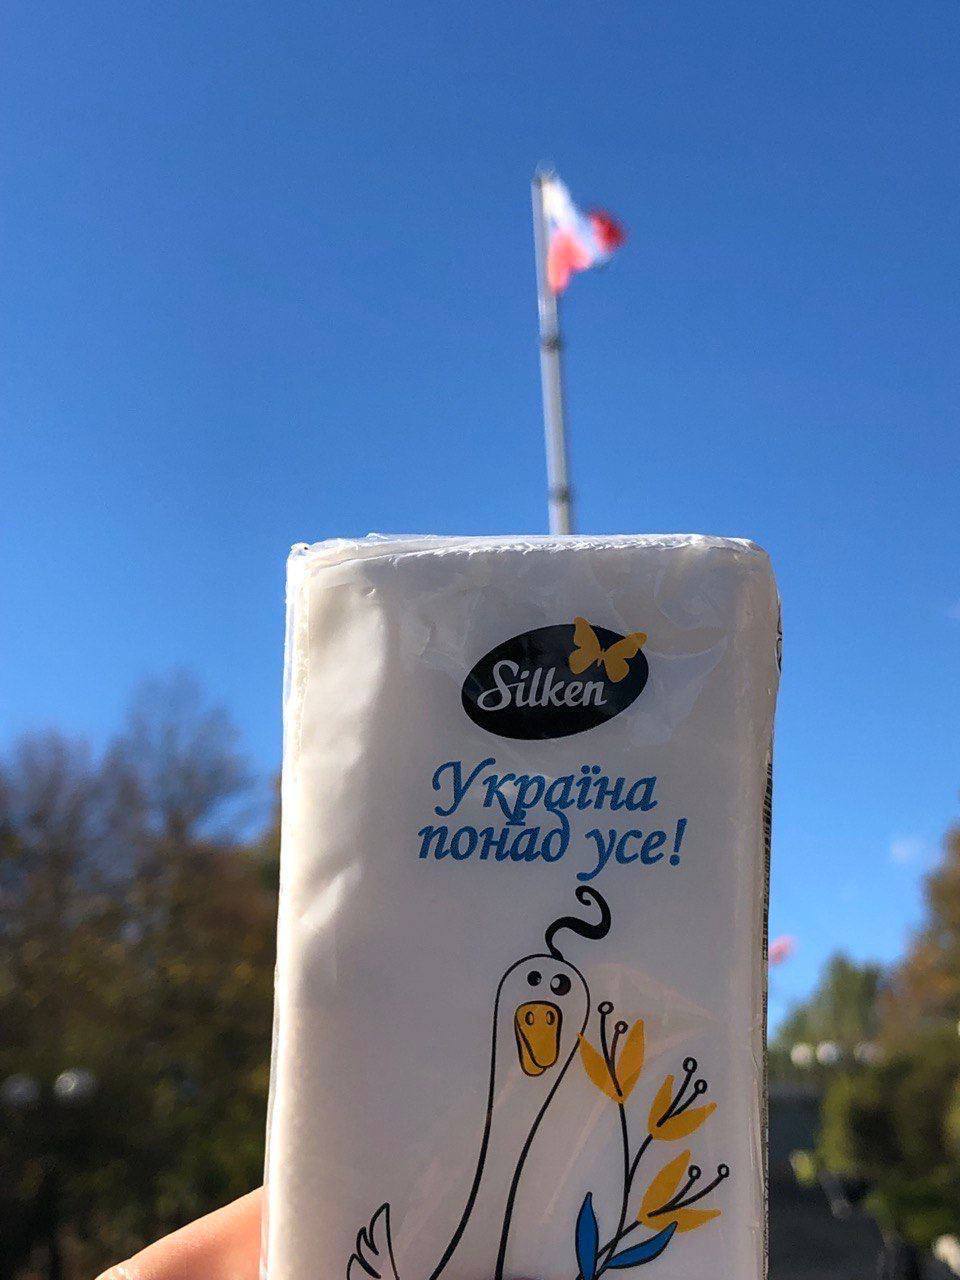 Silken
Україна
понад усе!